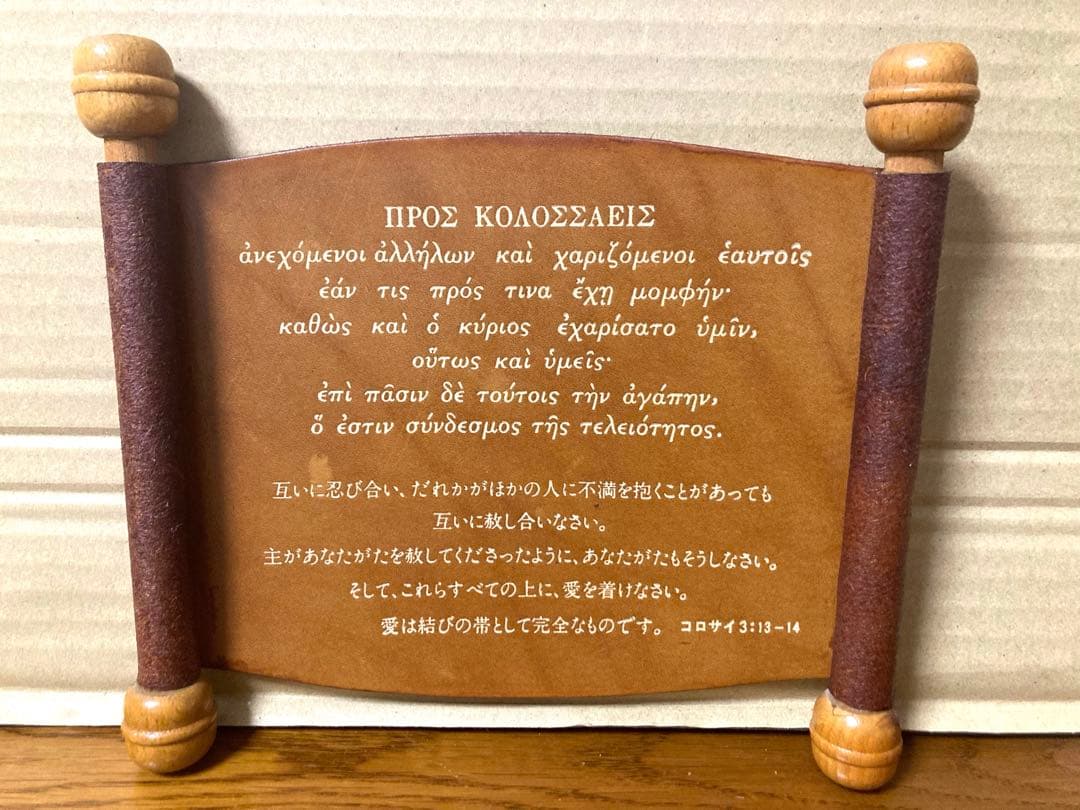 ΠΡΟΣ ΚΟΛΟΣΣΑΕΙΣ
ἀνεχόμενοι ἀλλήλων καὶ χαριζόμενοι ἑαυτοῖς
ἐάν τις πρός τινα ἔχῃ μομφήν·
καθὼς καὶ ὁ κύριος ἐχαρίσατο ὑμῖν,
οὕτως καὶ ὑμεῖς·
ἐπὶ πᾶσιν δὲ τούτοις τὴν ἀγάπην,
ὅ ἐστιν σύνδεσμος τῆς τελειότητος.
互いに忍び合い、だれかがほかの人に不満を抱くことがあっても
互いに赦し合いなさい。
主があなたがたを赦してくださったように、あなたがたもそうしなさい。
そして、これらすべての上に、愛を着けなさい。
愛は結びの帯として完全なものです。 コロサイ3:13-14